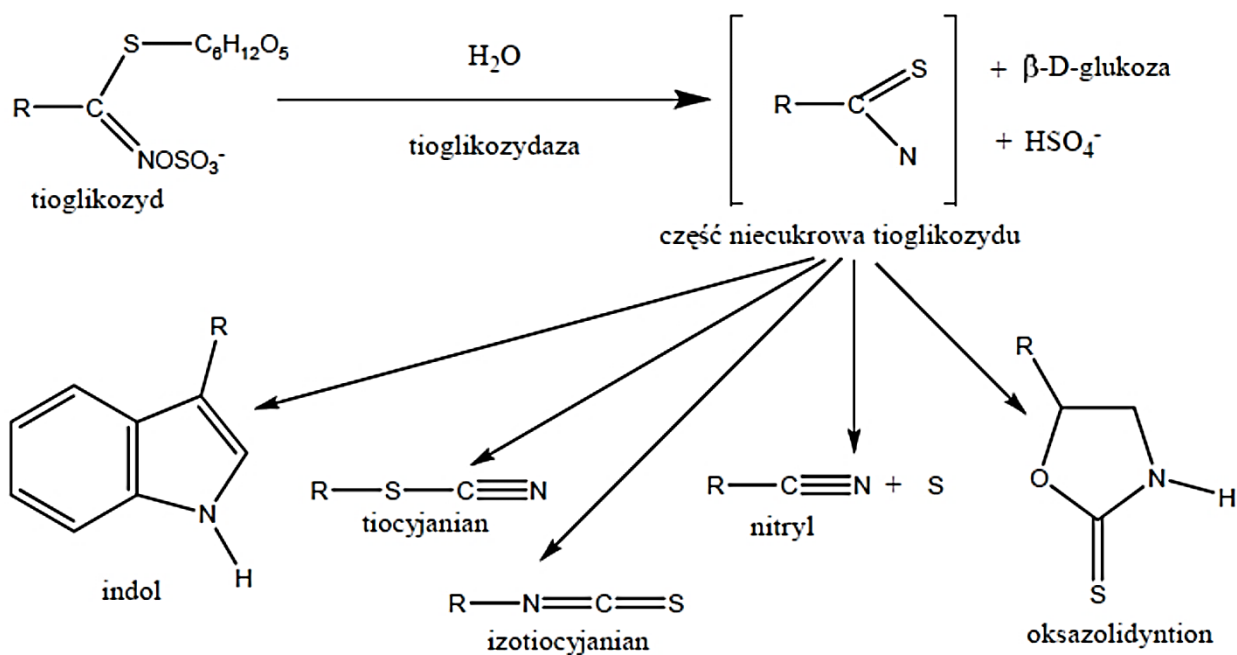 S C₆H₁₂O₅
R C
NOSO₃⁻
tioglikozyd
H₂O
tioglikozydaza
S
R C
N
+ β-D-glukoza
+ HSO₄⁻
część niecukrowa tioglikozydu
R
N
H
indol
R S C N
tiocyjanian
R N C S
izotiocyjanian
R C N + S
nitryl
R
O N H
S
oksazolidyntion